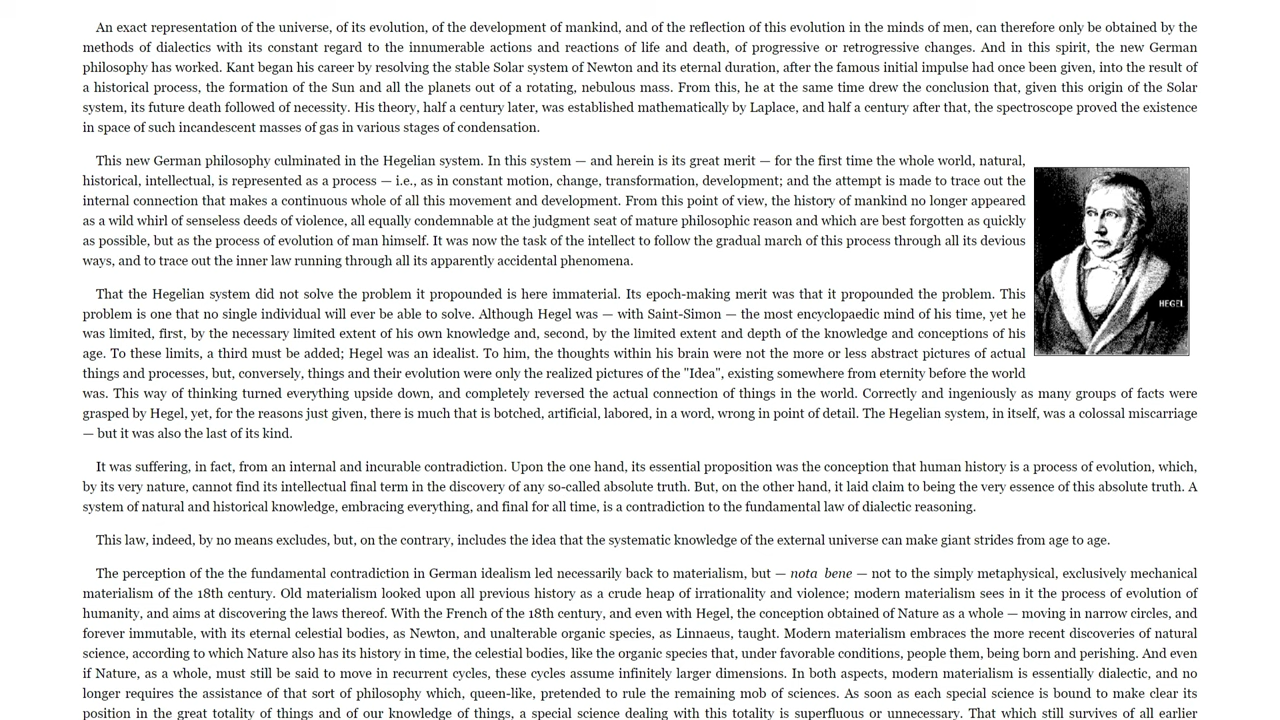 An exact representation of the universe, of its evolution, of the development of mankind, and of the reflection of this evolution in the minds of men, can therefore only be obtained by the
methods of dialectics with its constant regard to the innumerable actions and reactions of life and death, of progressive or retrogressive changes. And in this spirit, the new German
philosophy has worked. Kant began his career by resolving the stable Solar system of Newton and its eternal duration, after the famous initial impulse had once been given, into the result of
a historical process, the formation of the Sun and all the planets out of a rotating, nebulous mass. From this, he at the same time drew the conclusion that, given this origin of the Solar
system, its future death followed of necessity. His theory, half a century later, was established mathematically by Laplace, and half a century after that, the spectroscope proved the existence
in space of such incandescent masses of gas in various stages of condensation.
This new German philosophy culminated in the Hegelian system. In this system — and herein is its great merit — for the first time the whole world, natural,
historical, intellectual, is represented as a process — i.e., as in constant motion, change, transformation, development; and the attempt is made to trace out the
internal connection that makes a continuous whole of all this movement and development. From this point of view, the history of mankind no longer appeared
as a wild whirl of senseless deeds of violence, all equally condemnable at the judgment seat of mature philosophic reason and which are best forgotten as quickly
as possible, but as the process of evolution of man himself. It was now the task of the intellect to follow the gradual march of this process through all its devious
ways, and to trace out the inner law running through all its apparently accidental phenomena.
HEGEL
That the Hegelian system did not solve the problem it propounded is here immaterial. Its epoch-making merit was that it propounded the problem. This
problem is one that no single individual will ever be able to solve. Although Hegel was — with Saint-Simon — the most encyclopaedic mind of his time, yet he
was limited, first, by the necessary limited extent of his own knowledge and, second, by the limited extent and depth of the knowledge and conceptions of his
age. To these limits, a third must be added; Hegel was an idealist. To him, the thoughts within his brain were not the more or less abstract pictures of actual
things and processes, but, conversely, things and their evolution were only the realized pictures of the "Idea", existing somewhere from eternity before the world
was. This way of thinking turned everything upside down, and completely reversed the actual connection of things in the world. Correctly and ingeniously as many groups of facts were
grasped by Hegel, yet, for the reasons just given, there is much that is botched, artificial, labored, in a word, wrong in point of detail. The Hegelian system, in itself, was a colossal miscarriage
— but it was also the last of its kind.
It was suffering, in fact, from an internal and incurable contradiction. Upon the one hand, its essential proposition was the conception that human history is a process of evolution, which,
by its very nature, cannot find its intellectual final term in the discovery of any so-called absolute truth. But, on the other hand, it laid claim to being the very essence of this absolute truth. A
system of natural and historical knowledge, embracing everything, and final for all time, is a contradiction to the fundamental law of dialectic reasoning.
This law, indeed, by no means excludes, but, on the contrary, includes the idea that the systematic knowledge of the external universe can make giant strides from age to age.
The perception of the the fundamental contradiction in German idealism led necessarily back to materialism, but — nota bene — not to the simply metaphysical, exclusively mechanical
materialism of the 18th century. Old materialism looked upon all previous history as a crude heap of irrationality and violence; modern materialism sees in it the process of evolution of
humanity, and aims at discovering the laws thereof. With the French of the 18th century, and even with Hegel, the conception obtained of Nature as a whole — moving in narrow circles, and
forever immutable, with its eternal celestial bodies, as Newton, and unalterable organic species, as Linnaeus, taught. Modern materialism embraces the more recent discoveries of natural
science, according to which Nature also has its history in time, the celestial bodies, like the organic species that, under favorable conditions, people them, being born and perishing. And even
if Nature, as a whole, must still be said to move in recurrent cycles, these cycles assume infinitely larger dimensions. In both aspects, modern materialism is essentially dialectic, and no
longer requires the assistance of that sort of philosophy which, queen-like, pretended to rule the remaining mob of sciences. As soon as each special science is bound to make clear its
position in the great totality of things and of our knowledge of things, a special science dealing with this totality is superfluous or unnecessary. That which still survives of all earlier